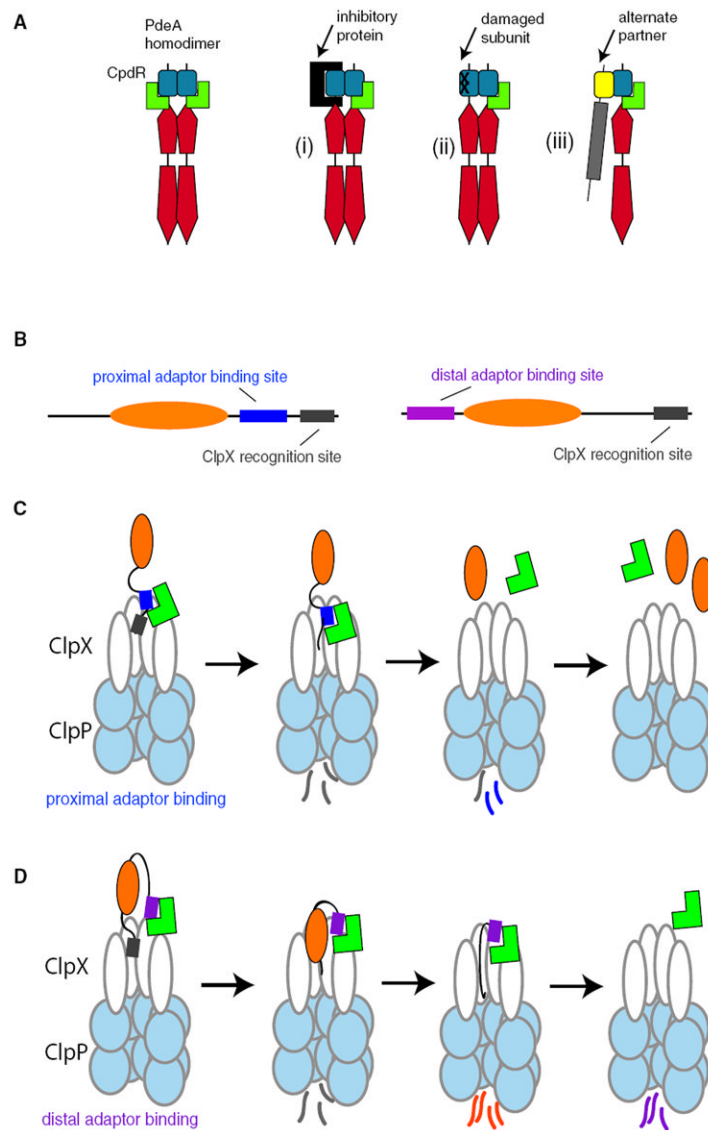 A
PdeA
homodimer
CpdR
inhibitory
protein
(i)
damaged
subunit
(ii)
alternate
partner
(iii)
B
proximal adaptor binding site
ClpX recognition site
distal adaptor binding site
ClpX recognition site
C
ClpX
ClpP
proximal adaptor binding
D
ClpX
ClpP
distal adaptor binding